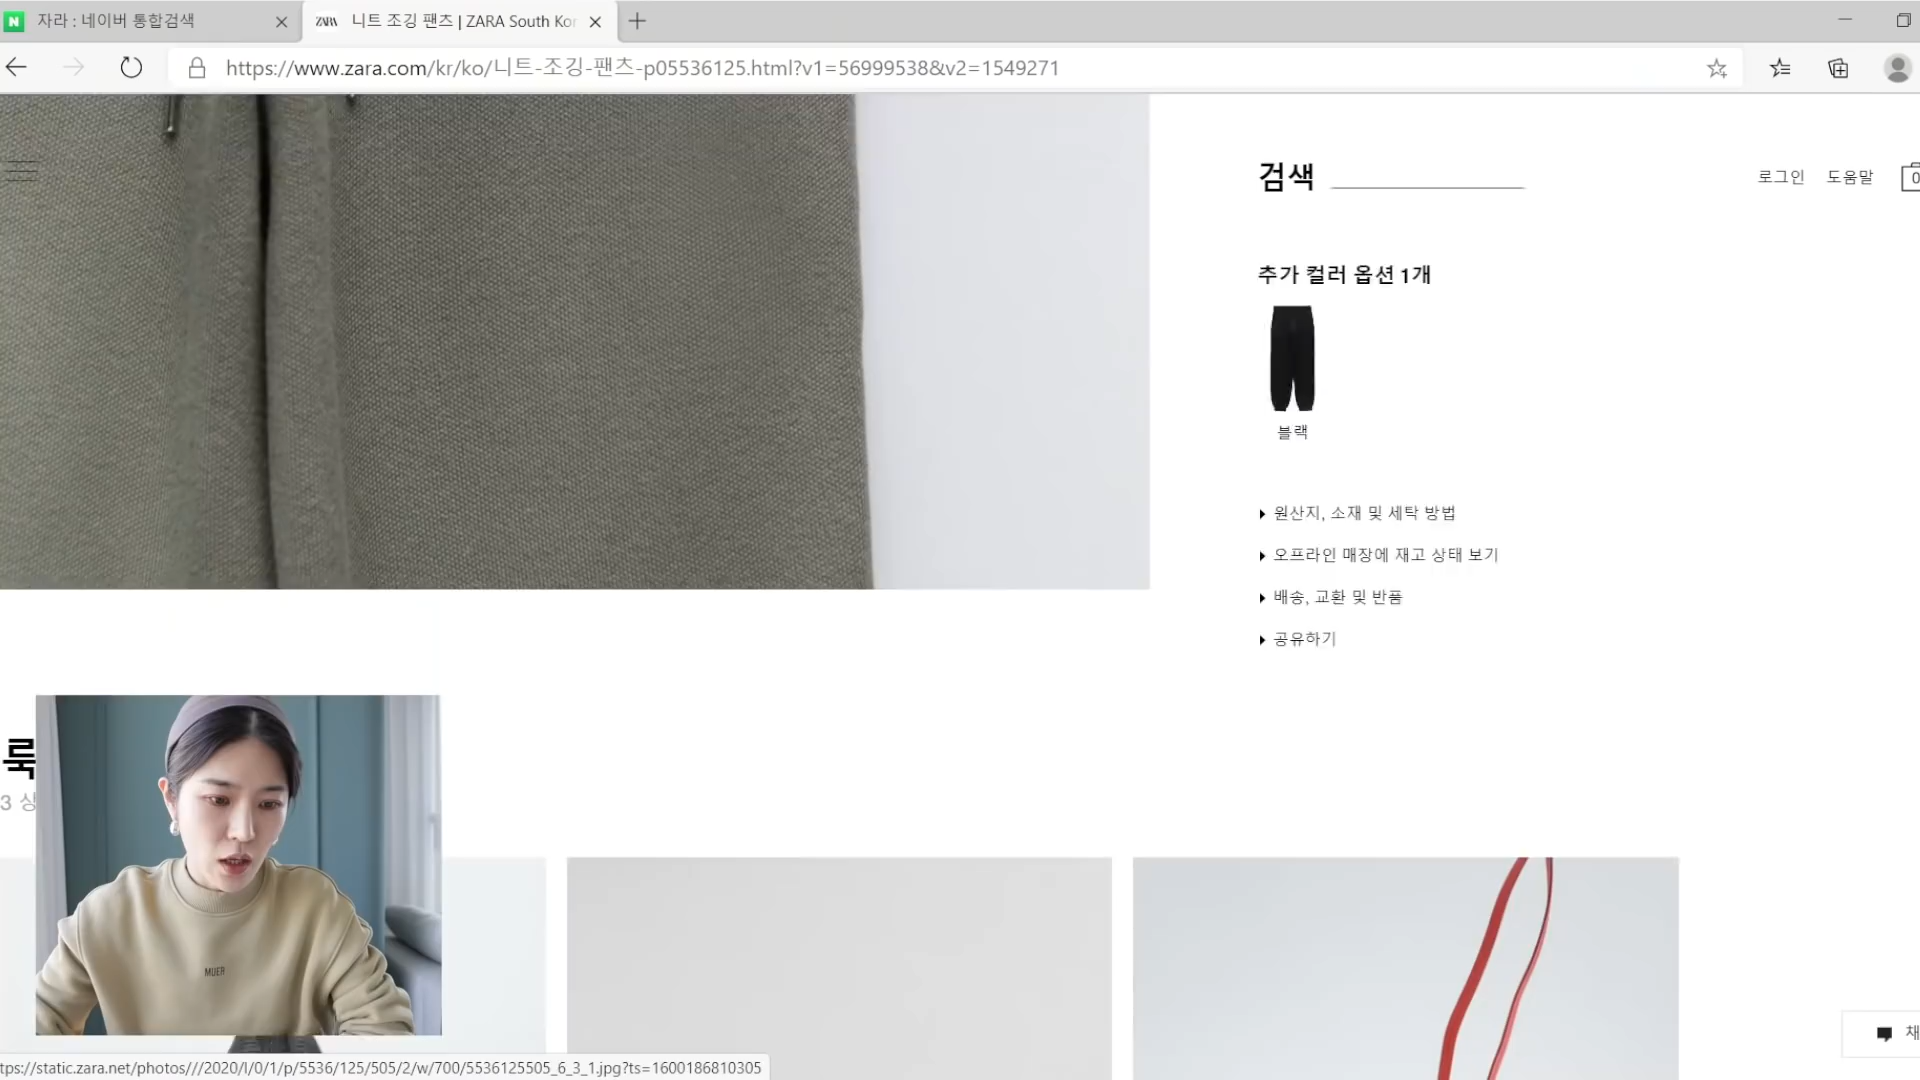 자라 : 네이버 통합검색
ZARA 니트 조깅 팬츠 | ZARA South Kor
https://www.zara.com/kr/ko/니트-조깅-팬츠-p05536125.html?v1=56999538&v2=1549271
검색
로그인 도움말 0
추가 컬러 옵션 1개
블랙
원산지, 소재 및 세탁 방법
오프라인 매장에 재고 상태 보기
배송, 교환 및 반품
공유하기
룩
3 상
MUER
채
tps://static.zara.net/photos///2020/I/0/1/p/5536/125/505/2/w/700/5536125505_6_3_1.jpg?ts=1600186810305